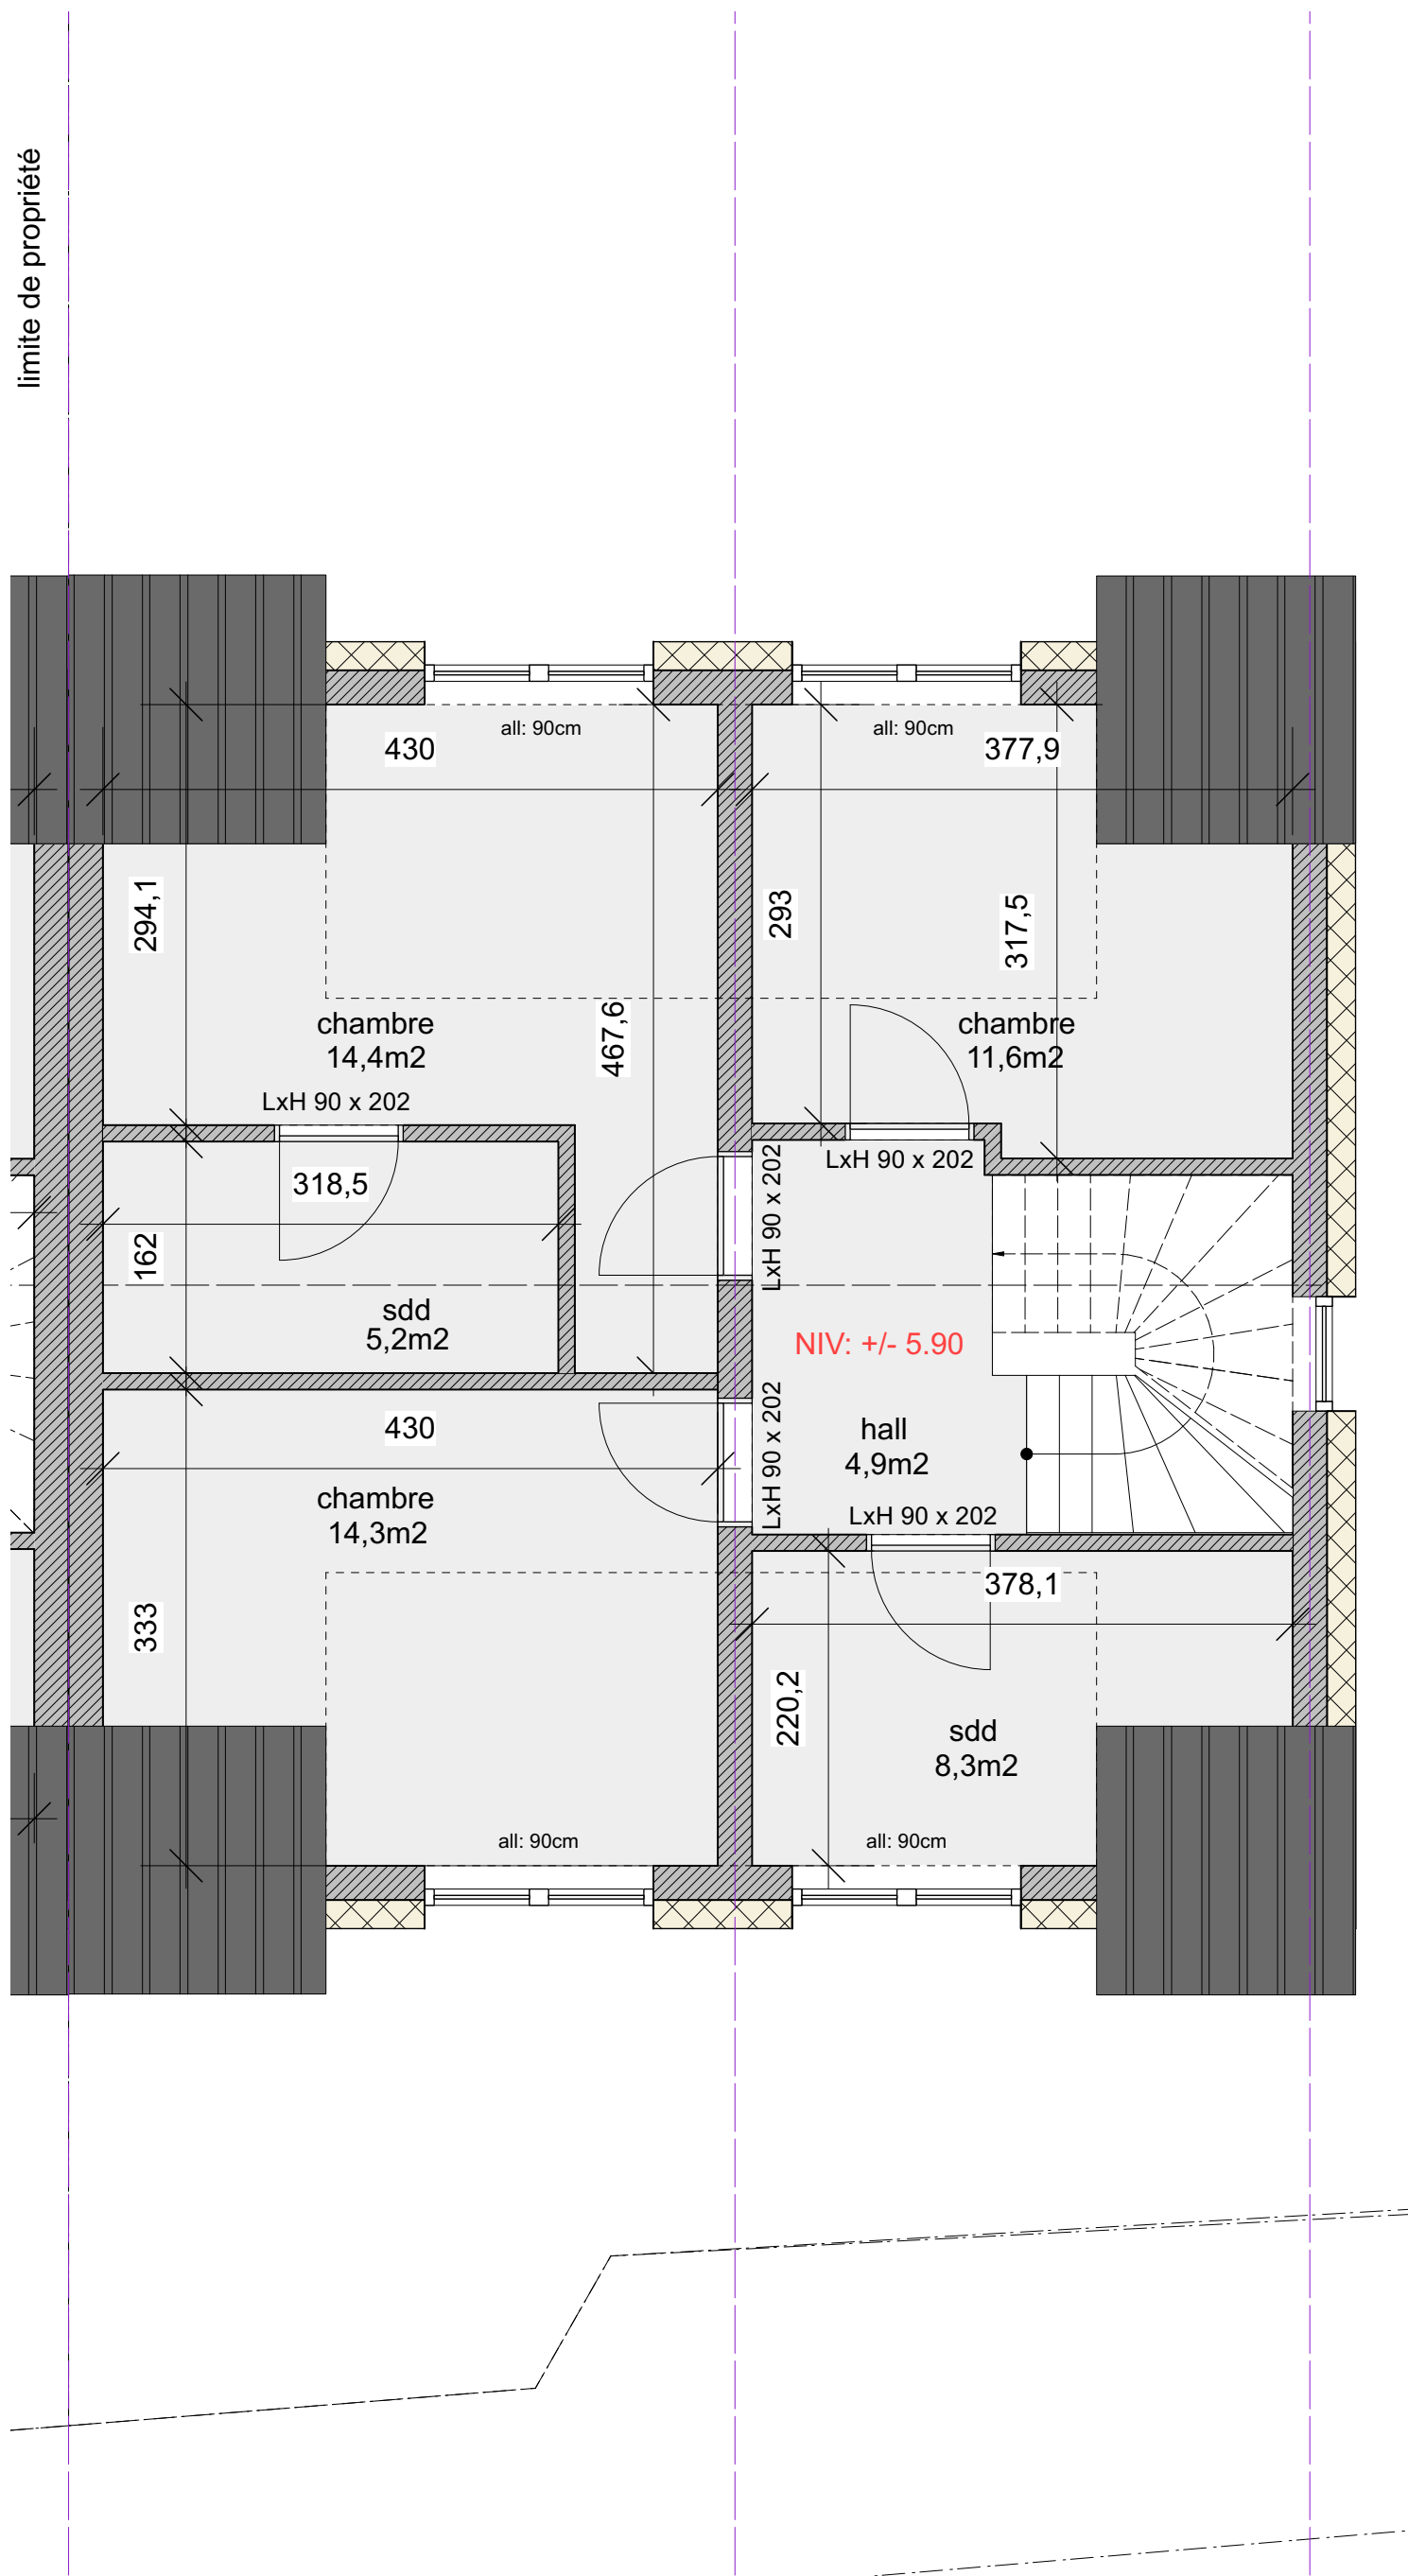 limite de propriété
all: 90cm
all: 90cm
430
377,9
294,1
293
317,5
467,6
chambre
14,4m2
chambre
11,6m2
LxH 90 x 202
LxH 90 x 202
318,5
LxH 90 x 202
162
sdd
5,2m2
NIV: +/- 5.90
430
LxH 90 x 202
hall
4,9m2
chambre
14,3m2
LxH 90 x 202
378,1
333
220,2
sdd
8,3m2
all: 90cm
all: 90cm